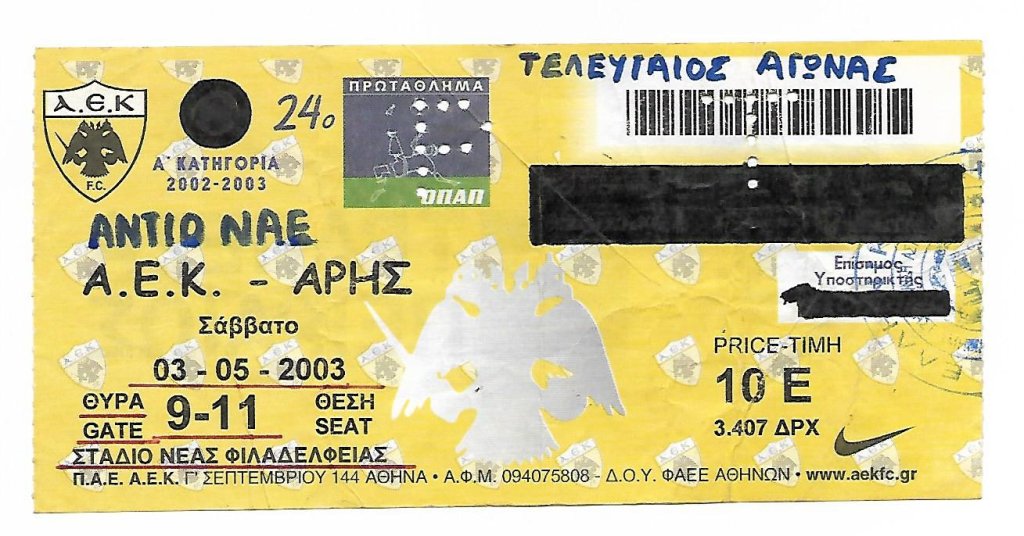 ΤΕΛΕΥΤΑΙΟΣ ΑΓΩΝΑΣ
Α.Ε.Κ
F.C.
24ο
ΠΡΩΤΑΘΛΗΜΑ
ΟΠΑΠ
Α' ΚΑΤΗΓΟΡΙΑ
2002-2003
ΑΝΤΙΟ ΝΑΕ
Α.Ε.Κ. - ΑΡΗΣ
Επίσημος
Υποστηρικτής
Σάββατο
03 - 05 - 2003
ΘΥΡΑ
GATE
9-11
ΘΕΣΗ
SEAT
PRICE-ΤΙΜΗ
10 Ε
3.407 ΔΡΧ
ΣΤΑΔΙΟ ΝΕΑΣ ΦΙΛΑΔΕΛΦΕΙΑΣ
Π.Α.Ε. Α.Ε.Κ. Γ' ΣΕΠΤΕΜΒΡΙΟΥ 144 ΑΘΗΝΑ • Α.Φ.Μ. 094075808 - Δ.Ο.Υ. ΦΑΕΕ ΑΘΗΝΩΝ • www.aekfc.gr